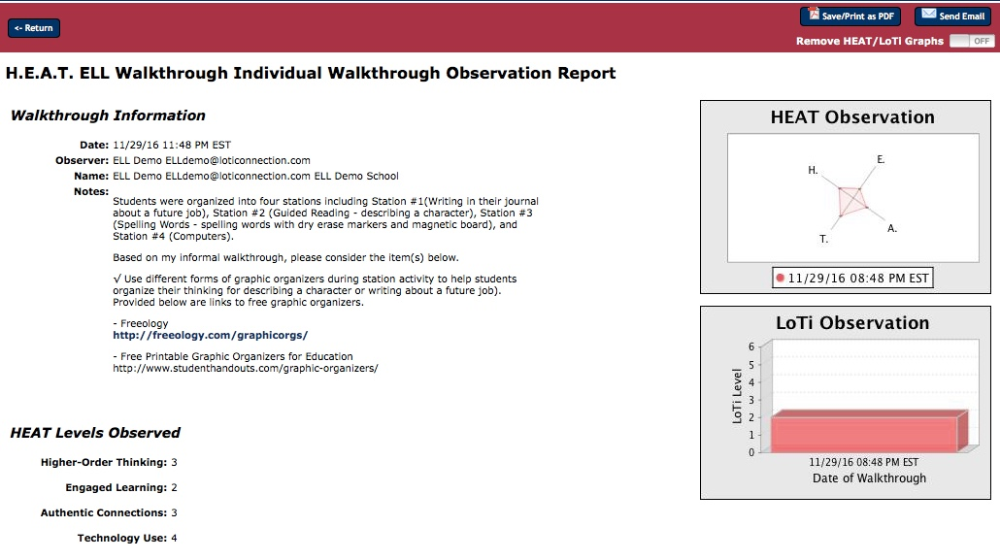 <- Return
Save/Print as PDF
Send Email
Remove HEAT/LoTi Graphs OFF
H.E.A.T. ELL Walkthrough Individual Walkthrough Observation Report
Walkthrough Information
Date: 11/29/16 11:48 PM EST
Observer: ELL Demo ELLdemo@loticonnection.com
Name: ELL Demo ELLdemo@loticonnection.com ELL Demo School
Notes:
Students were organized into four stations including Station #1(Writing in their journal
about a future job), Station #2 (Guided Reading - describing a character), Station #3
(Spelling Words - spelling words with dry erase markers and magnetic board), and
Station #4 (Computers).
Based on my informal walkthrough, please consider the item(s) below.
√ Use different forms of graphic organizers during station activity to help students
organize their thinking for describing a character or writing about a future job).
Provided below are links to free graphic organizers.
- Freeology
http://freeology.com/graphicorgs/
- Free Printable Graphic Organizers for Education
http://www.studenthandouts.com/graphic-organizers/
HEAT Levels Observed
Higher-Order Thinking: 3
Engaged Learning: 2
Authentic Connections: 3
Technology Use: 4
HEAT Observation
H.
E.
T.
A.
11/29/16 08:48 PM EST
LoTi Observation
LoTi Level
6
5
4
3
2
1
0
11/29/16 08:48 PM EST
Date of Walkthrough